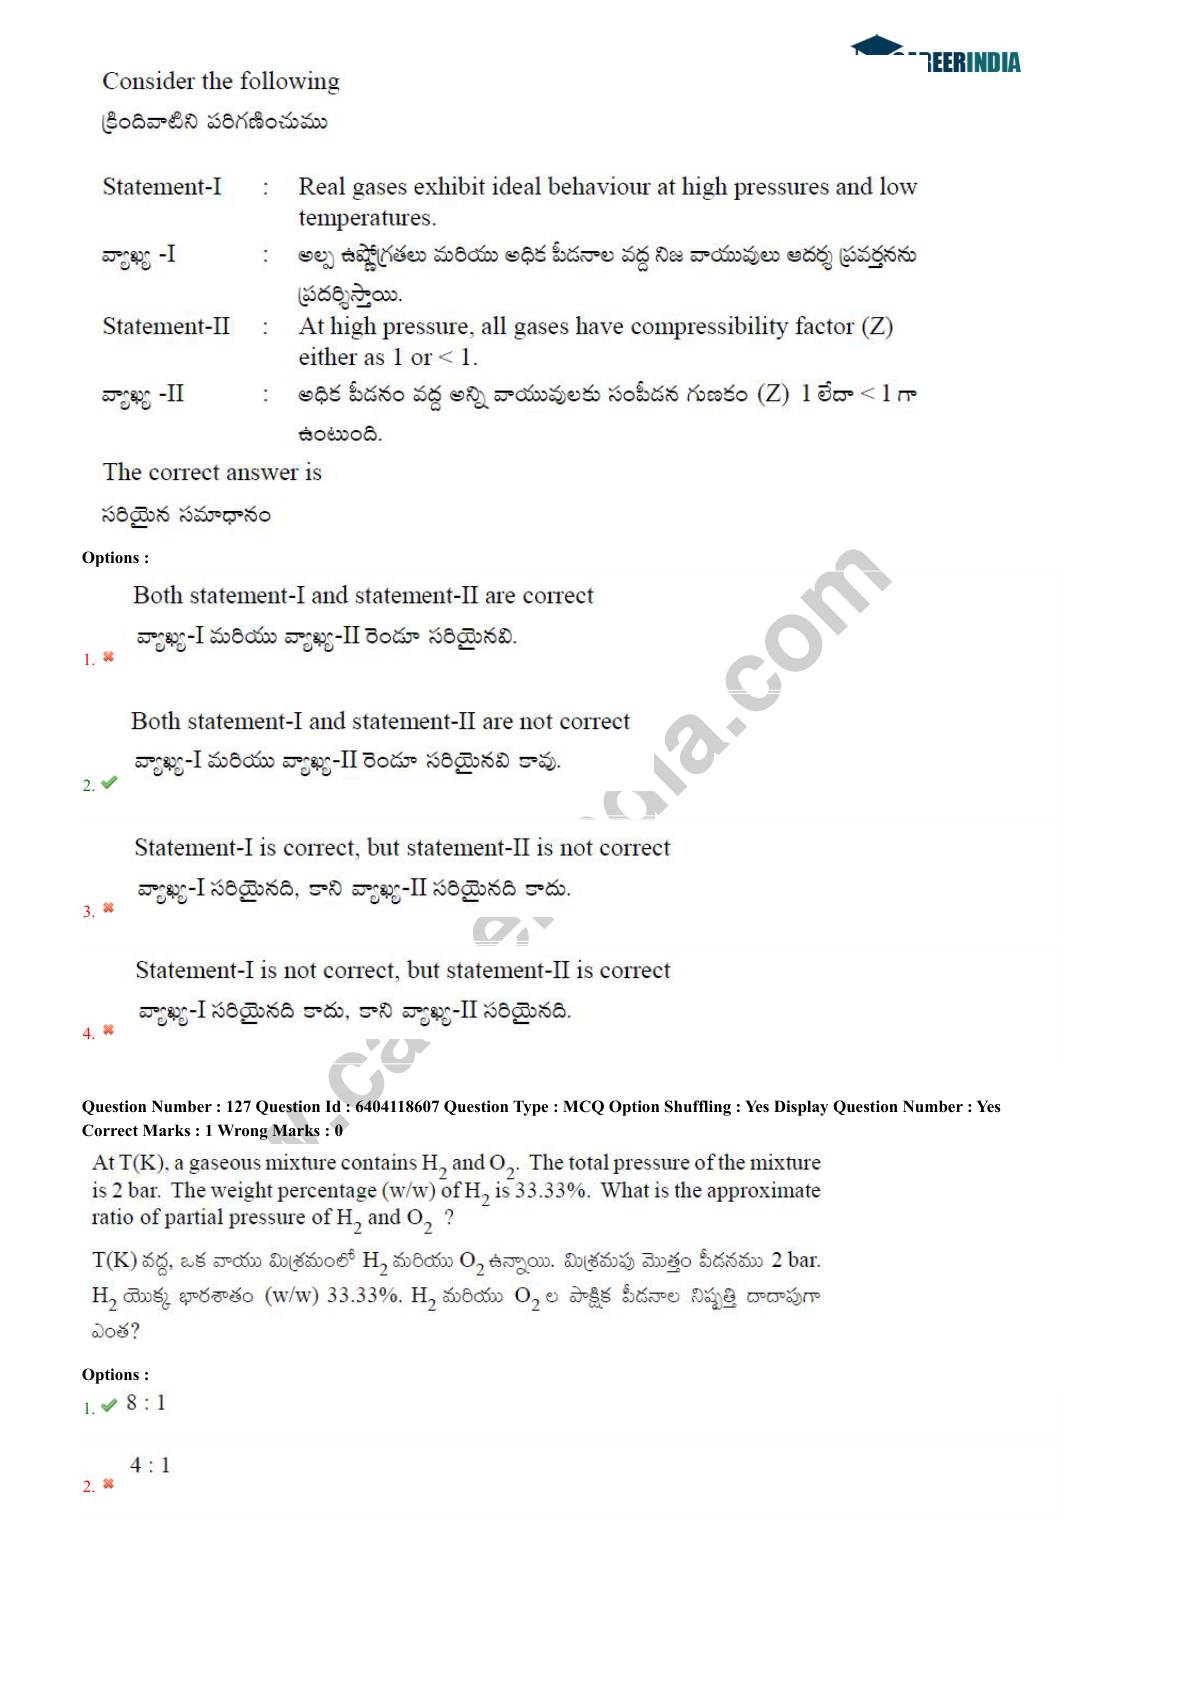 CAREERINDIA
Consider the following
క్రిందివాటిని పరిగణించుము
Statement-I : Real gases exhibit ideal behaviour at high pressures and low
temperatures.
వ్యాఖ్య -I : అల్ప ఉష్ణోగ్రతలు మరియు అధిక పీడనాల వద్ద నిజ వాయువులు ఆదర్శ ప్రవర్తనను
ప్రదర్శిస్తాయి.
Statement-II : At high pressure, all gases have compressibility factor (Z)
either as 1 or < 1.
వ్యాఖ్య -II : అధిక పీడనం వద్ద అన్ని వాయువులకు సంపీడన గుణకం (Z) 1 లేదా < 1 గా
ఉంటుంది.
The correct answer is
సరియైన సమాధానం
Options :
Both statement-I and statement-II are correct
వ్యాఖ్య-I మరియు వ్యాఖ్య-II రెండూ సరియైనవి.
1.
Both statement-I and statement-II are not correct
వ్యాఖ్య-I మరియు వ్యాఖ్య-II రెండూ సరియైనవి కావు.
2.
Statement-I is correct, but statement-II is not correct
వ్యాఖ్య-I సరియైనది, కాని వ్యాఖ్య-II సరియైనది కాదు.
3.
Statement-I is not correct, but statement-II is correct
వ్యాఖ్య-I సరియైనది కాదు, కాని వ్యాఖ్య-II సరియైనది.
4.
Question Number : 127 Question Id : 6404118607 Question Type : MCQ Option Shuffling : Yes Display Question Number : Yes
Correct Marks : 1 Wrong Marks : 0
At T(K), a gaseous mixture contains H2 and O2. The total pressure of the mixture
is 2 bar. The weight percentage (w/w) of H2 is 33.33%. What is the approximate
ratio of partial pressure of H2 and O2 ?
T(K) వద్ద, ఒక వాయు మిశ్రమంలో H2 మరియు O2 ఉన్నాయి. మిశ్రమపు మొత్తం పీడనము 2 bar.
H2 యొక్క భారశాతం (w/w) 33.33%. H2 మరియు O2 ల పాక్షిక పీడనాల నిష్పత్తి దాదాపుగా
ఎంత?
Options :
1. 8 : 1
4 : 1
2.